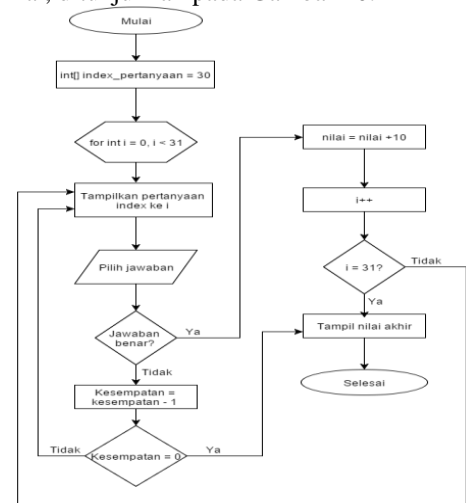 Mulai
int[] index_pertanyaan = 30
for int i = 0, i < 31
Tampilkan pertanyaan
index ke i
Pilih jawaban
Jawaban
benar?
Ya
Tidak
Kesempatan =
kesempatan - 1
Kesempatan = 0
Tidak
Ya
nilai = nilai +10
i++
i = 31?
Tidak
Ya
Tampil nilai akhir
Selesai